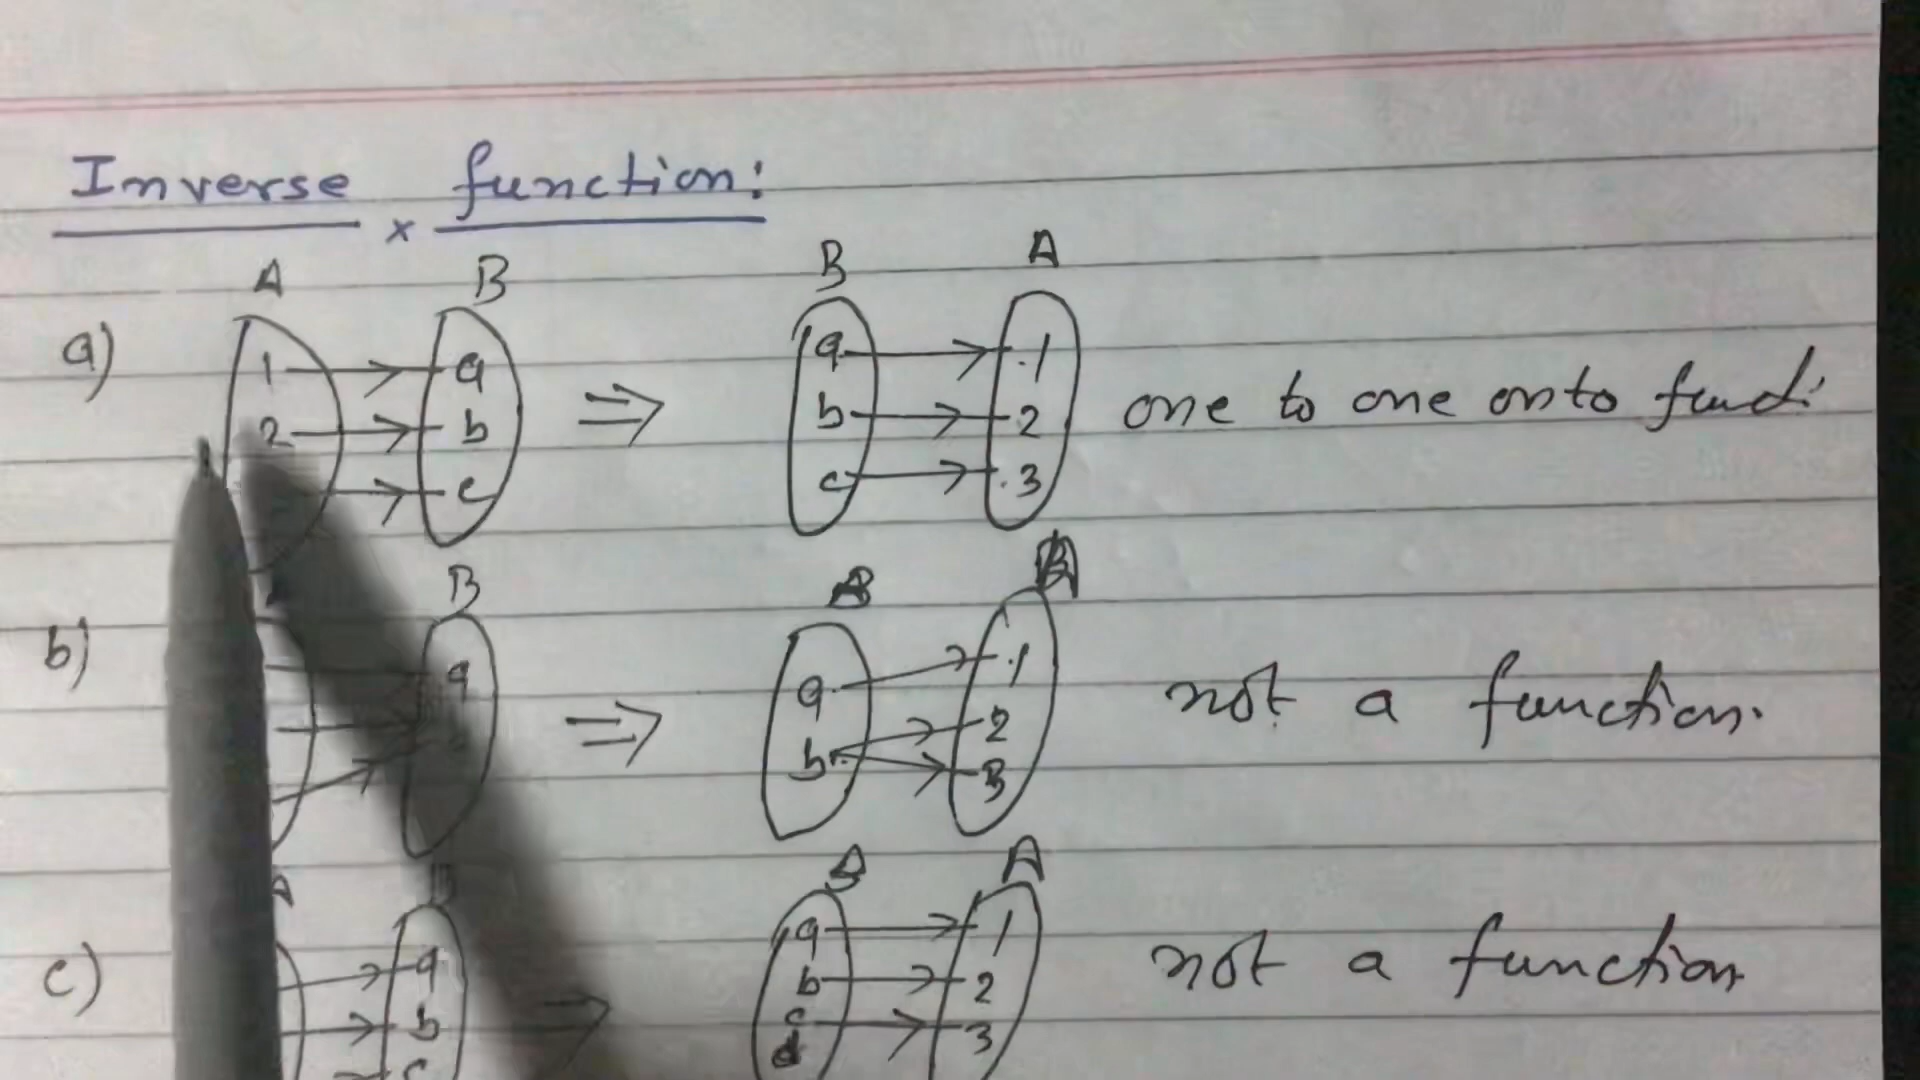 Inverse function:
A B B A
a) 1 a a 1
2 b b 2 one to one onto
c c 3
B B A
b) a a 1
b 2 not a function.
3
A B B A
c) a a 1
b b 2 not a function
c c 3
d